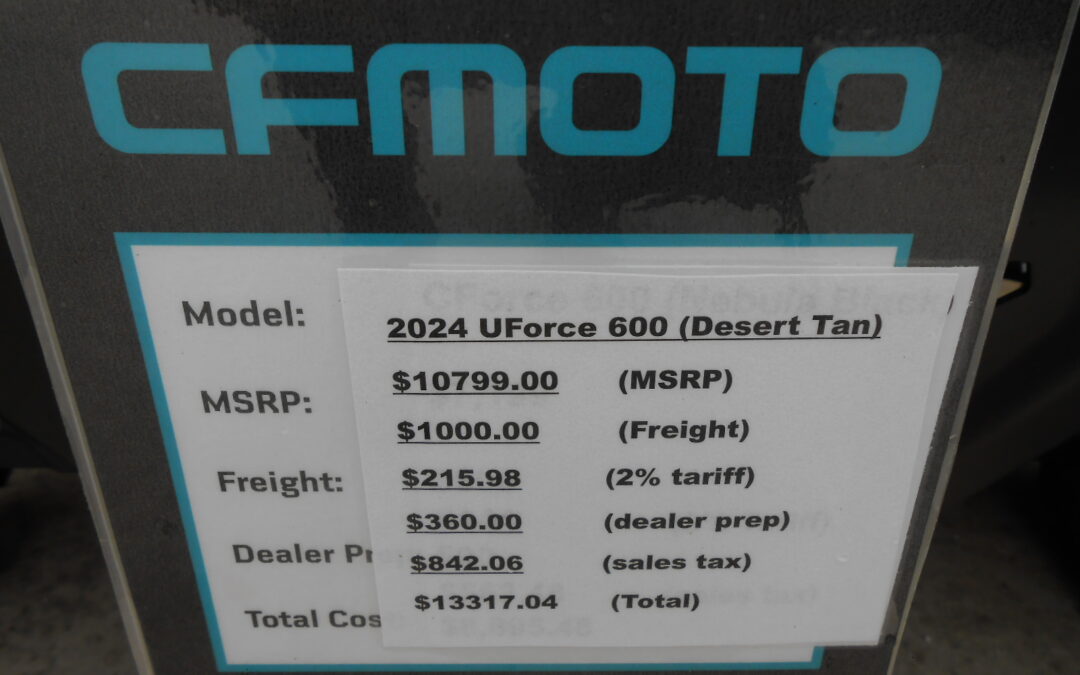 CFMOTO
Model:
2024 UForce 600 (Desert Tan)
MSRP:
$10799.00 (MSRP)
$1000.00 (Freight)
Freight:
$215.98 (2% tariff)
$360.00 (dealer prep)
Dealer Pre
$842.06 (sales tax)
$13317.04 (Total)
Total Cos